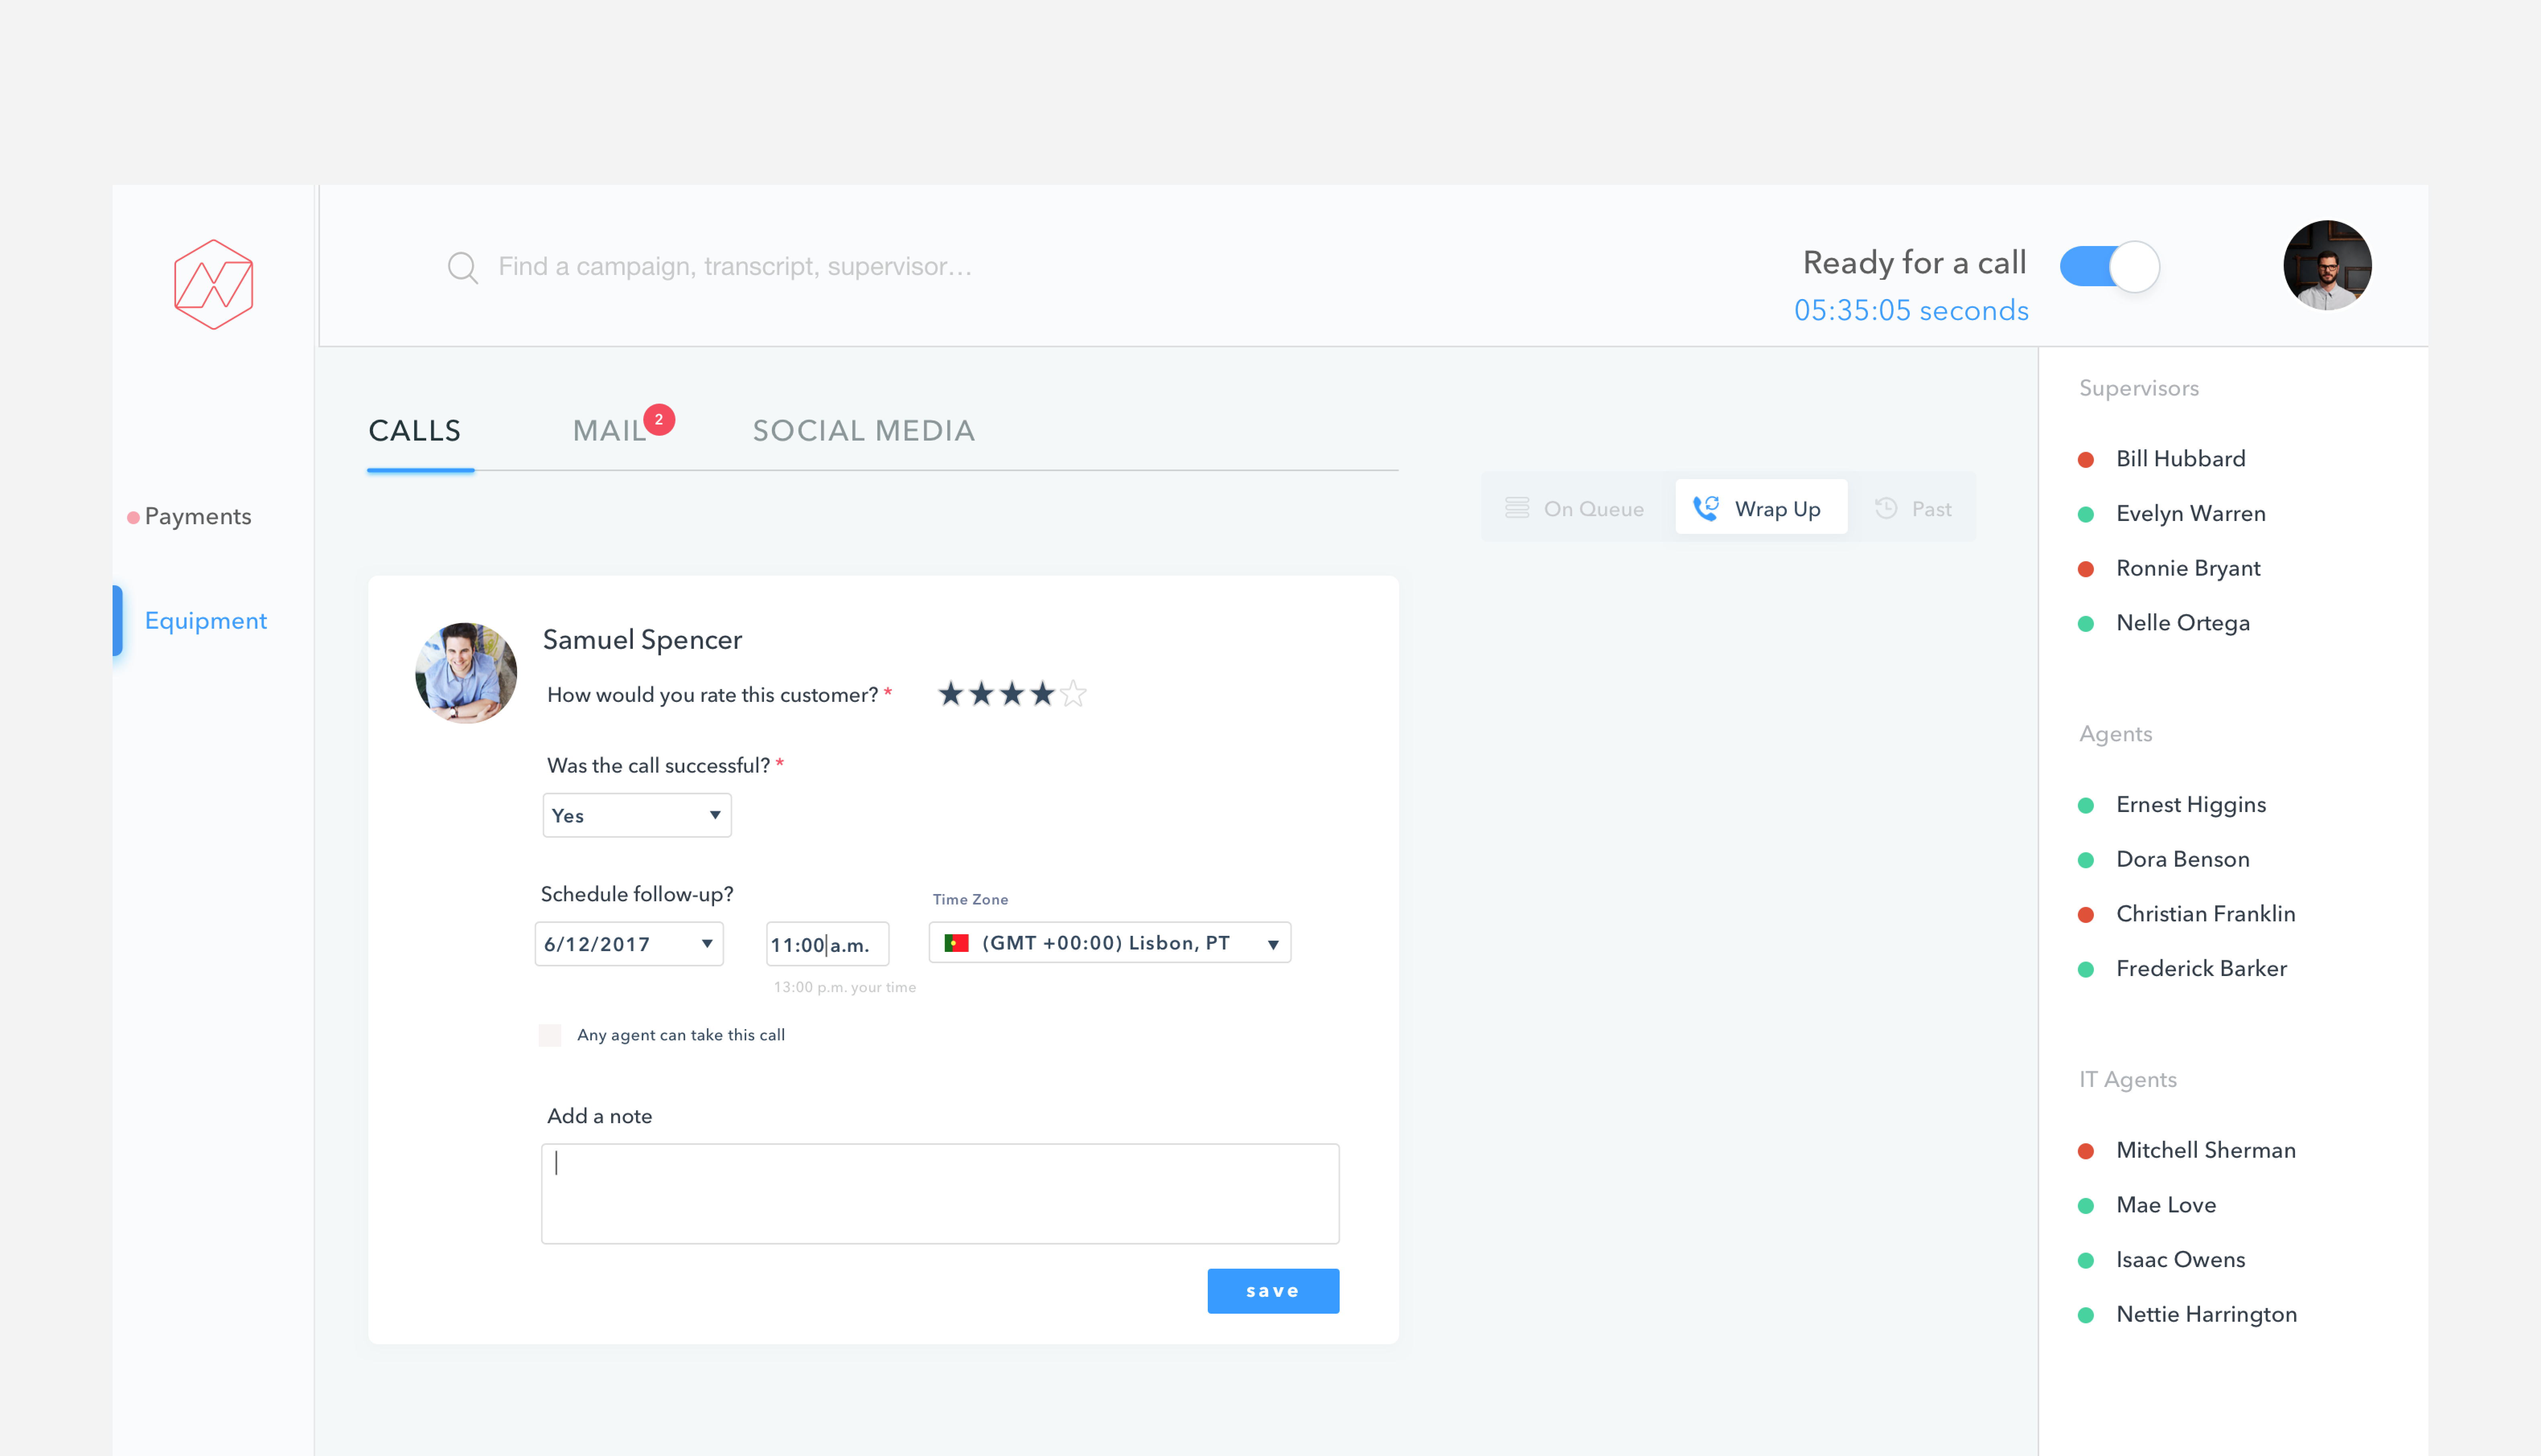 Find a campaign, transcript, supervisor...
Ready for a call
05:35:05 seconds
Payments
Equipment
CALLS
MAIL 2
SOCIAL MEDIA
On Queue
Wrap Up
Past
Samuel Spencer
How would you rate this customer? *
Was the call successful? *
Yes
Schedule follow-up?
6/12/2017
11:00 a.m.
13:00 p.m. your time
Time Zone
(GMT +00:00) Lisbon, PT
Any agent can take this call
Add a note
save
Supervisors
Bill Hubbard
Evelyn Warren
Ronnie Bryant
Nelle Ortega
Agents
Ernest Higgins
Dora Benson
Christian Franklin
Frederick Barker
IT Agents
Mitchell Sherman
Mae Love
Isaac Owens
Nettie Harrington